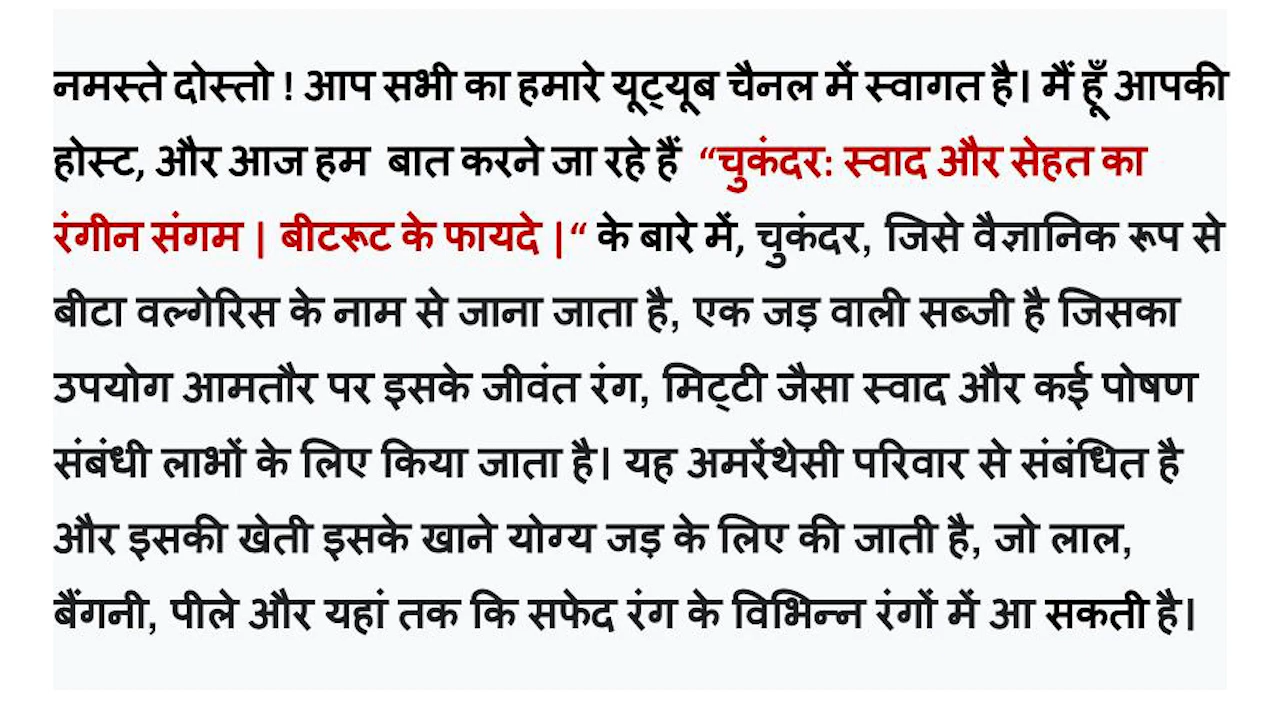 नमस्ते दोस्तो ! आप सभी का हमारे यूट्यूब चैनल में स्वागत है। मैं हूँ आपकी
होस्ट, और आज हम बात करने जा रहे हैं “चुकंदर: स्वाद और सेहत का
रंगीन संगम | बीटरूट के फायदे |“ के बारे में, चुकंदर, जिसे वैज्ञानिक रूप से
बीटा वल्गेरिस के नाम से जाना जाता है, एक जड़ वाली सब्जी है जिसका
उपयोग आमतौर पर इसके जीवंत रंग, मिट्टी जैसा स्वाद और कई पोषण
संबंधी लाभों के लिए किया जाता है। यह अमरेंथेसी परिवार से संबंधित है
और इसकी खेती इसके खाने योग्य जड़ के लिए की जाती है, जो लाल,
बैंगनी, पीले और यहां तक कि सफेद रंग के विभिन्न रंगों में आ सकती है।